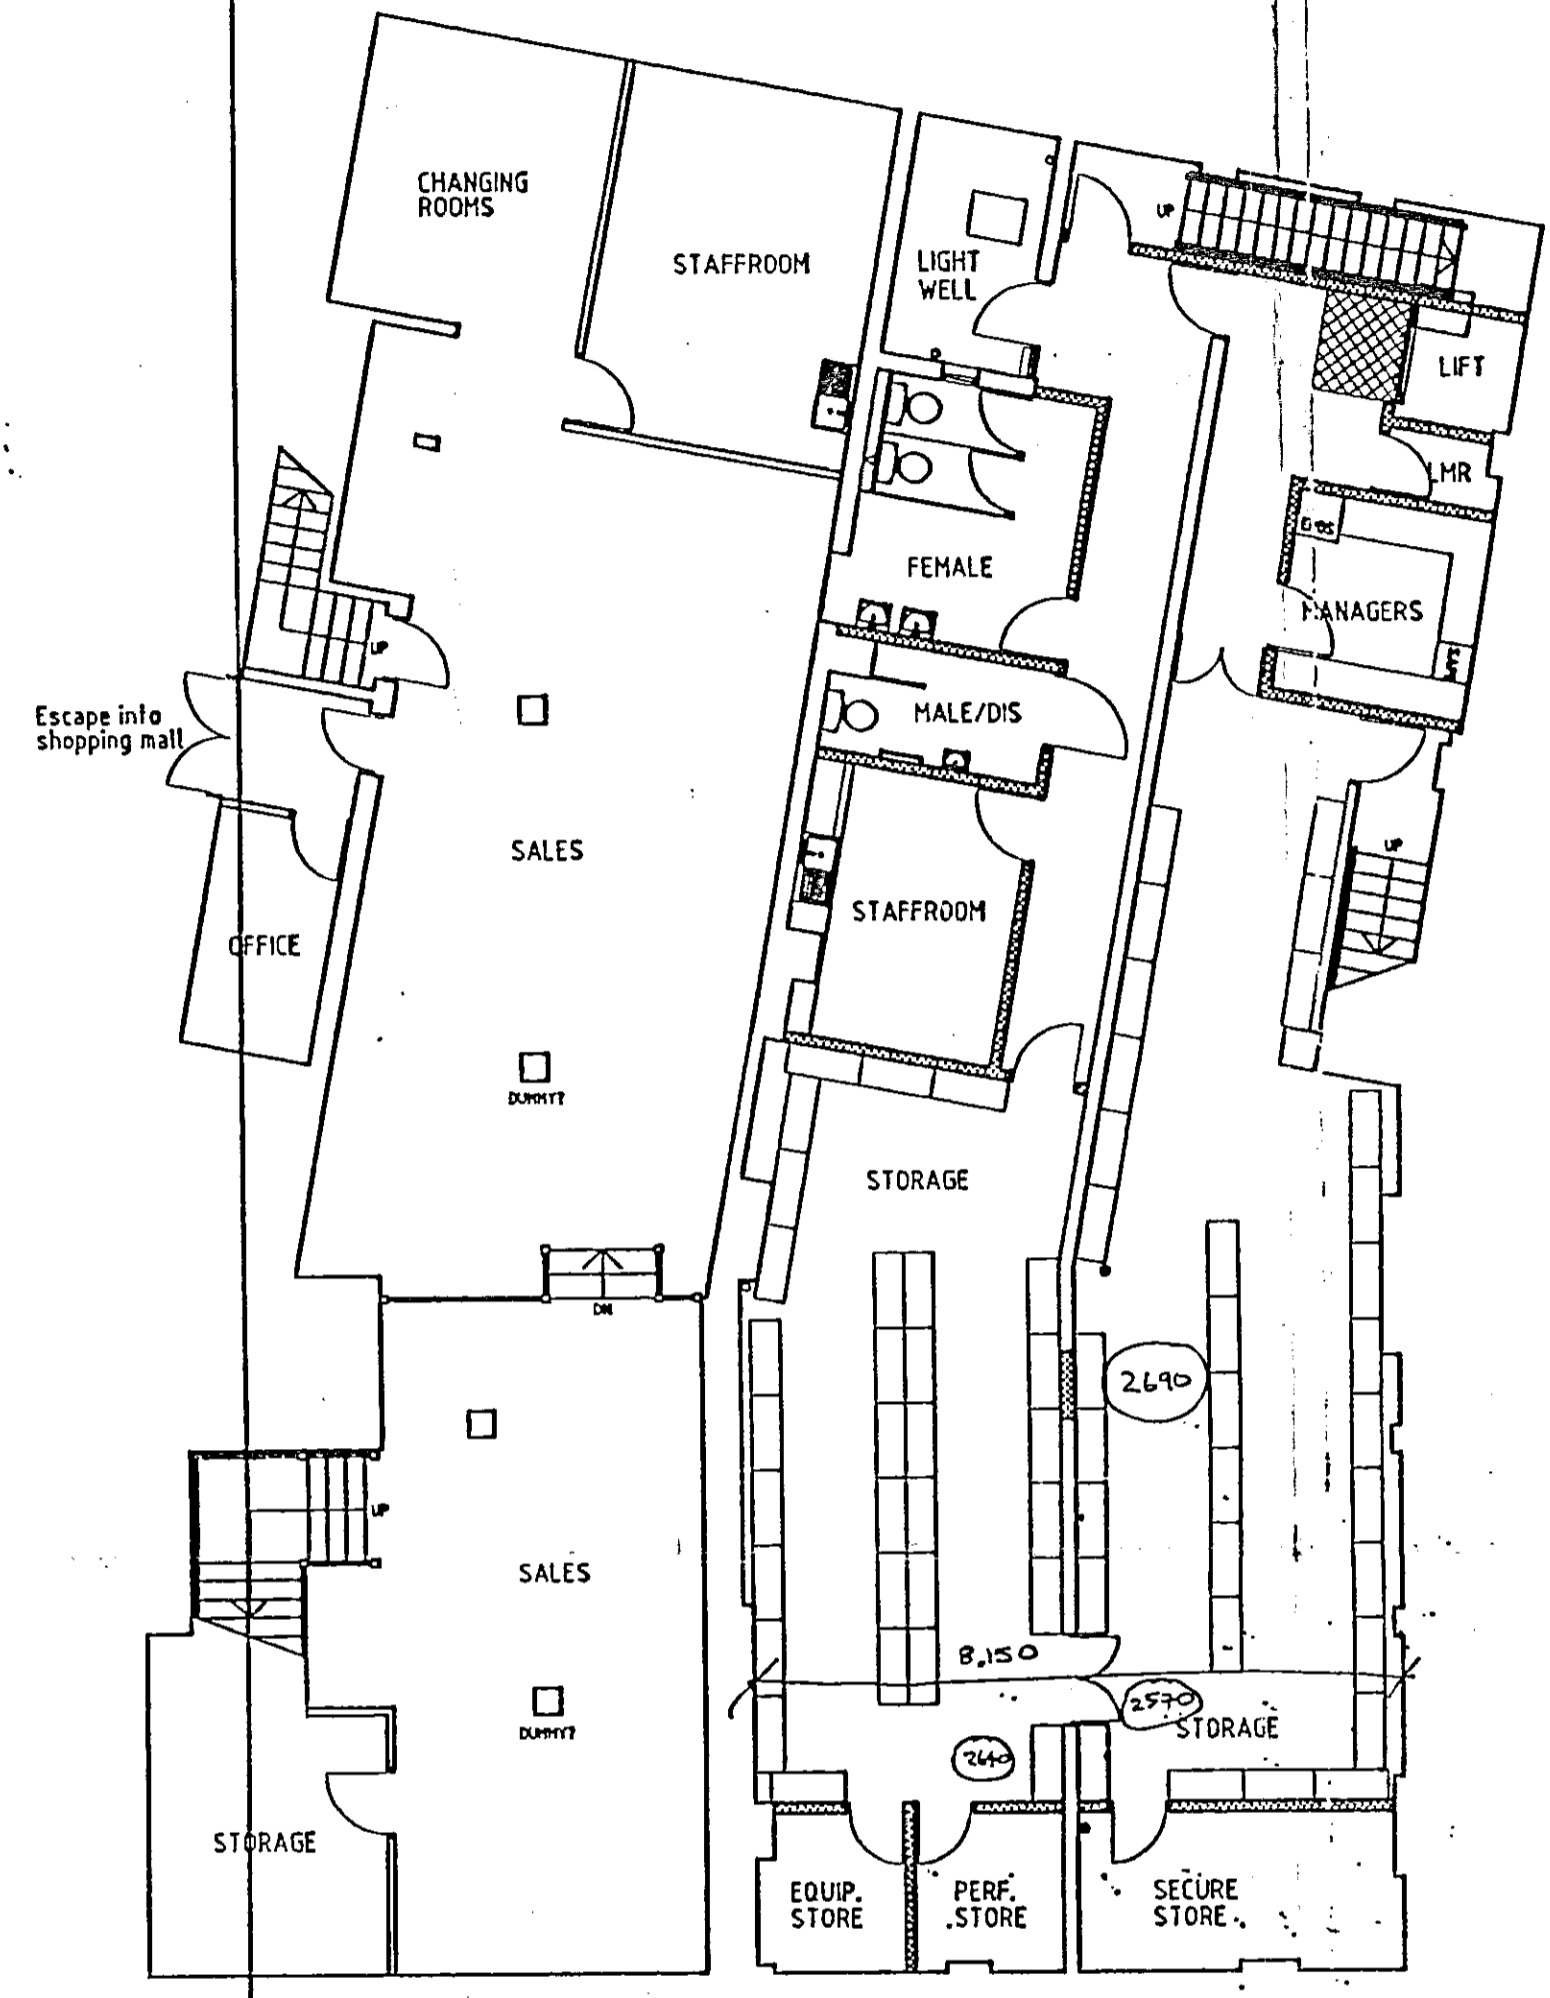 CHANGING
ROOMS
STAFFROOM
LIGHT
WELL
UP
LIFT
LMR
FEMALE
MANAGERS
UP
Escape into
shopping mall
MALE/DIS
SALES
UP
STAFFROOM
OFFICE
DUMMY?
STORAGE
DN
2690
UP
SALES
8.150
2570
STORAGE
DUMMY?
2640
STORAGE
EQUIP.
STORE
PERF.
STORE
SECURE
STORE